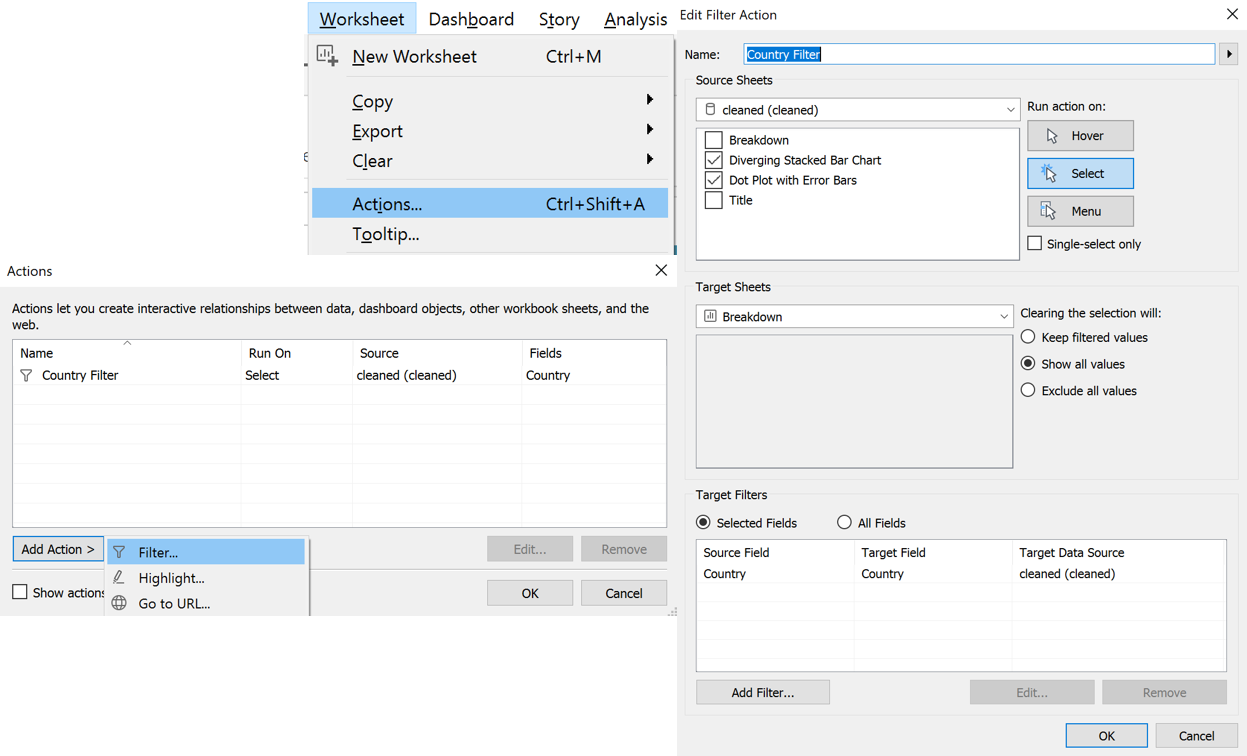 Worksheet Dashboard Story Analysis
New Worksheet Ctrl+M
Copy
Export
Clear
Actions... Ctrl+Shift+A
Tooltip...
Actions
Actions let you create interactive relationships between data, dashboard objects, other workbook sheets, and the
web.
Name Run On Source Fields
Country Filter Select cleaned (cleaned) Country
Add Action > Edit... Remove
Filter...
Highlight...
Go to URL...
Show actions
OK Cancel
Edit Filter Action
Name: Country Filter
Source Sheets
cleaned (cleaned)
Breakdown
Diverging Stacked Bar Chart
Dot Plot with Error Bars
Title
Run action on:
Hover
Select
Menu
Single-select only
Target Sheets
Breakdown
Clearing the selection will:
Keep filtered values
Show all values
Exclude all values
Target Filters
Selected Fields All Fields
Source Field Target Field Target Data Source
Country Country cleaned (cleaned)
Add Filter... Edit... Remove
OK Cancel